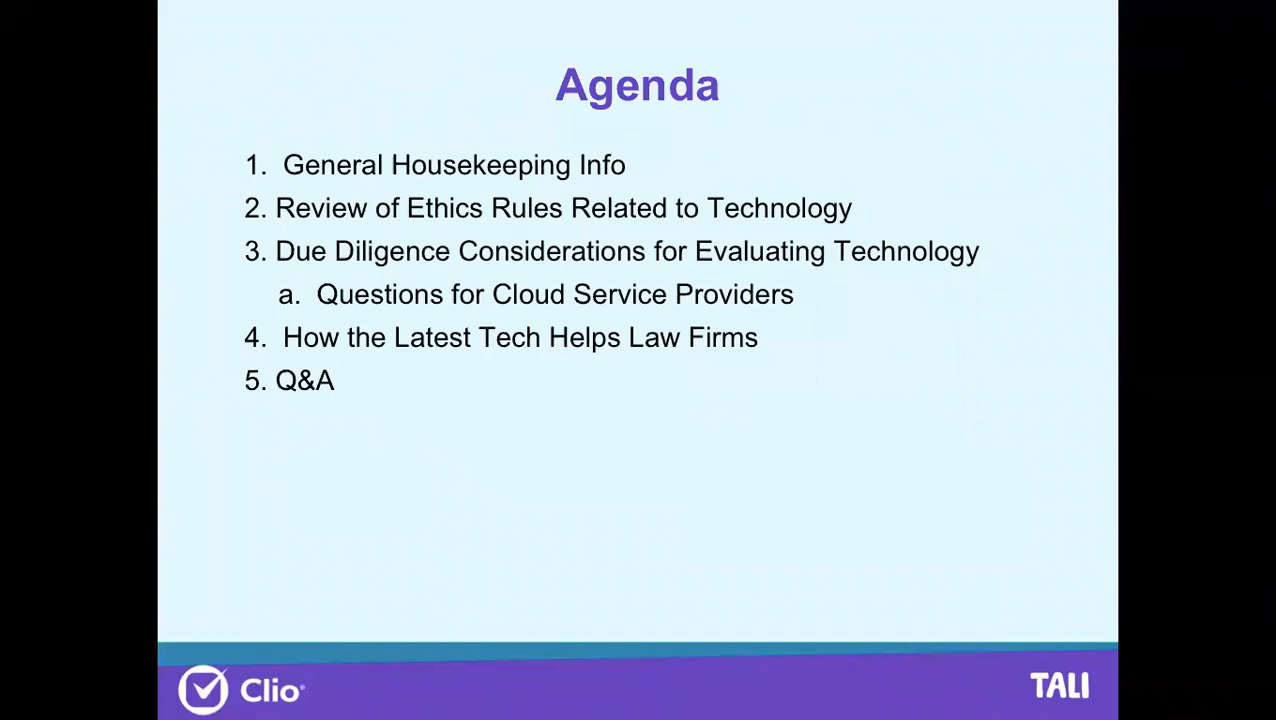 Agenda
1. General Housekeeping Info
2. Review of Ethics Rules Related to Technology
3. Due Diligence Considerations for Evaluating Technology
a. Questions for Cloud Service Providers
4. How the Latest Tech Helps Law Firms
5. Q&A
Clio®
TALI